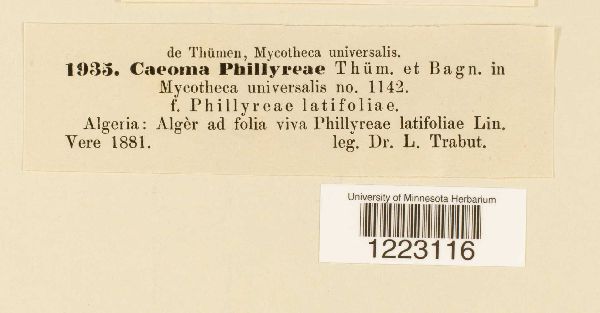 de Thümen, Mycotheca universalis.
1935. Caeoma Phillyreae Thüm. et Bagn. in
Mycotheca universalis no. 1142.
f. Phillyreae latifoliae.
Algeria: Algèr ad folia viva Phillyreae latifoliae Lin.
Vere 1881. leg. Dr. L. Trabut.
University of Minnesota Herbarium
1223116